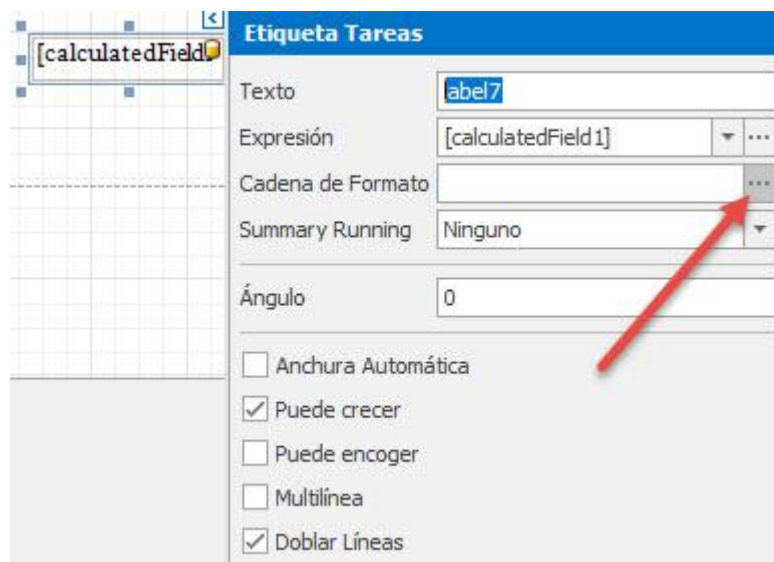 [calculatedField
Etiqueta Tareas
Texto label7
Expresión [calculatedField1]
Cadena de Formato
Summary Running Ninguno
Ángulo 0
Anchura Automática
Puede crecer
Puede encoger
Multilínea
Doblar Líneas